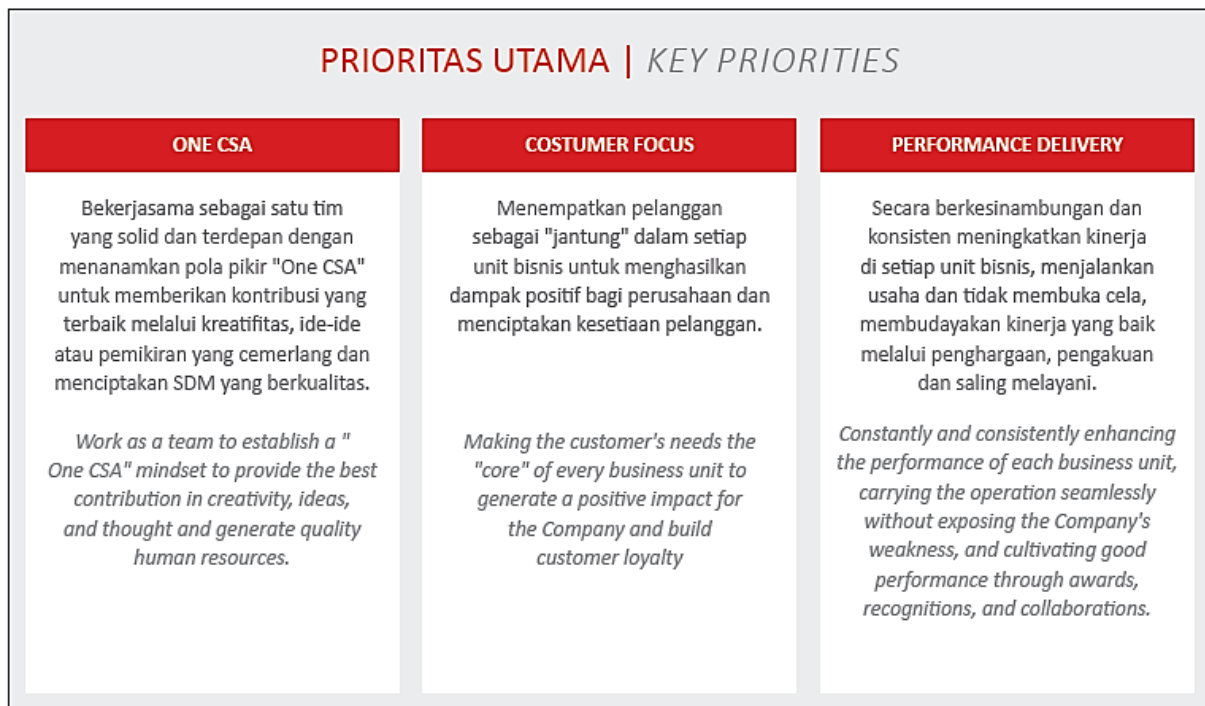 PRIORITAS UTAMA | KEY PRIORITIES
ONE CSA
Bekerjasama sebagai satu tim
yang solid dan terdepan dengan
menanamkan pola pikir "One CSA"
untuk memberikan kontribusi yang
terbaik melalui kreatifitas, ide-ide
atau pemikiran yang cemerlang dan
menciptakan SDM yang berkualitas.
Work as a team to establish a "
One CSA" mindset to provide the best
contribution in creativity, ideas,
and thought and generate quality
human resources.
COSTUMER FOCUS
Menempatkan pelanggan
sebagai "jantung" dalam setiap
unit bisnis untuk menghasilkan
dampak positif bagi perusahaan dan
menciptakan kesetiaan pelanggan.
Making the customer's needs the
"core" of every business unit to
generate a positive impact for
the Company and build
customer loyalty
PERFORMANCE DELIVERY
Secara berkesinambungan dan
konsisten meningkatkan kinerja
di setiap unit bisnis, menjalankan
usaha dan tidak membuka cela,
membudayakan kinerja yang baik
melalui penghargaan, pengakuan
dan saling melayani.
Constantly and consistently enhancing
the performance of each business unit,
carrying the operation seamlessly
without exposing the Company's
weakness, and cultivating good
performance through awards,
recognitions, and collaborations.